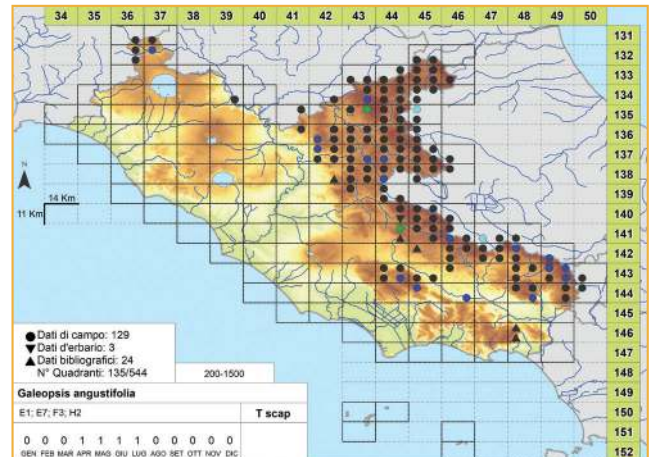 34 35 36 37 38 39 40 41 42 43 44 45 46 47 48 49 50
131
132
133
134
135
136
137
138
139
140
141
142
143
144
145
146
147
148
149
150
151
152
N
14 Km
11 Km
Dati di campo: 129
Dati d'erbario: 3
Dati bibliografici: 24
N° Quadranti: 135/544
200-1500
Galeopsis angustifolia
E1; E7; F3; H2
T scap
0 0 0 1 1 1 1 0 0 0 0 0
GEN FEB MAR APR MAG GIU LUG AGO SET OTT NOV DIC